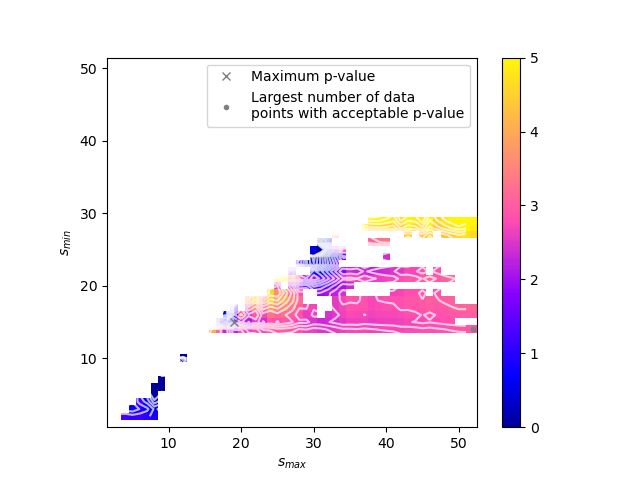 Maximum p-value
Largest number of data
points with acceptable p-value
50
40
30
20
10
s_min
10 20 30 40 50
s_max
5
4
3
2
1
0